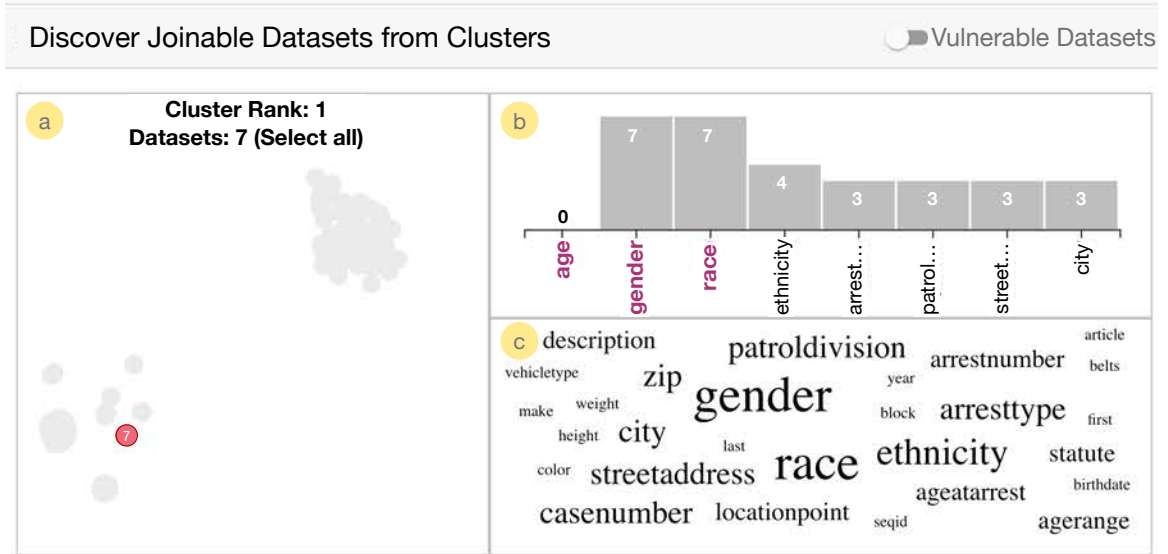 Discover Joinable Datasets from Clusters
Vulnerable Datasets
a
Cluster Rank: 1
Datasets: 7 (Select all)
7
b
0
7
7
4
3
3
3
3
age
gender
race
ethnicity
arrest...
patrol...
street...
city
c
description
patroldivision
article
arrestnumber
belts
vehicletype
zip
gender
year
make
weight
block
arresttype
first
height
city
last
race
ethnicity
statute
color
streetaddress
ageatarrest
birthdate
casenumber
locationpoint
seqid
agerange